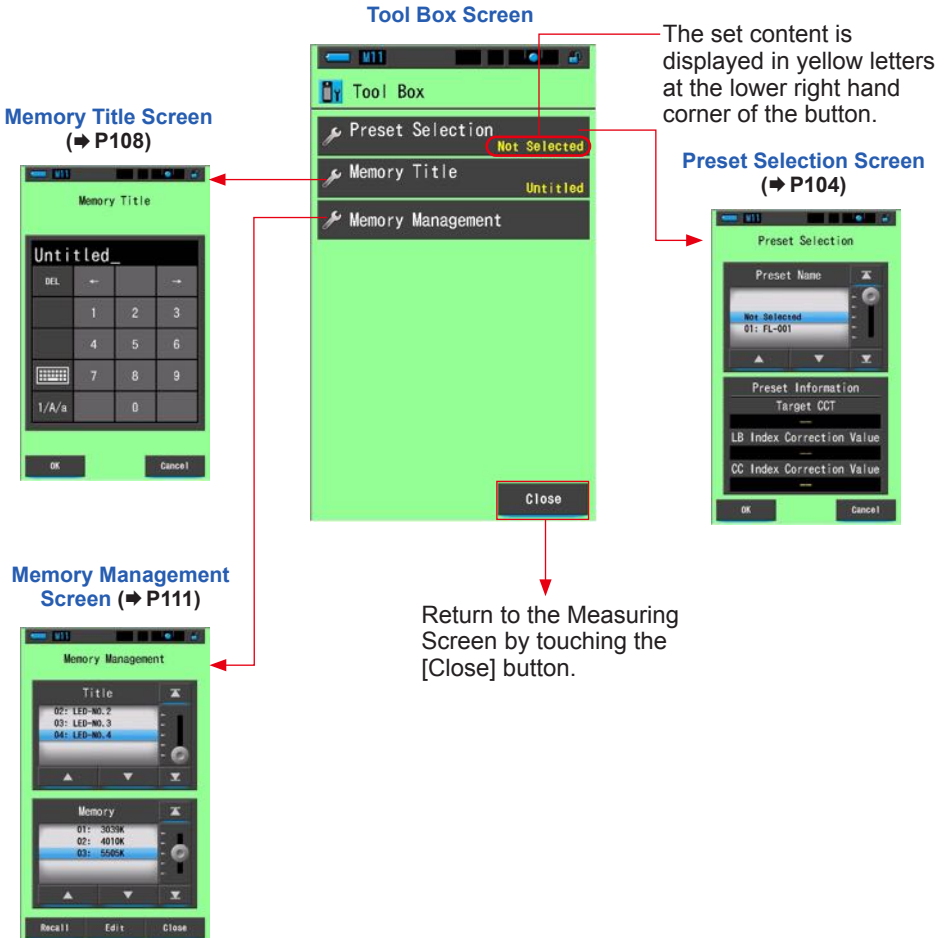 Tool Box Screen
M11
Tool Box
Preset Selection
Not Selected
Memory Title
Untitled
Memory Management
Close
The set content is
displayed in yellow letters
at the lower right hand
corner of the button.
Memory Title Screen
(➡ P108)
M11
Memory Title
Untitled_
DEL ← →
1 2 3
4 5 6
7 8 9
1/A/a 0
OK Cancel
Preset Selection Screen
(➡ P104)
M11
Preset Selection
Preset Name
Not Selected
01: FL-001
▲ ▼
Preset Information
Target CCT
--
LB Index Correction Value
--
CC Index Correction Value
--
OK Cancel
Return to the Measuring
Screen by touching the
[Close] button.
Memory Management
Screen (➡ P111)
M11
Memory Management
Title
02: LED-NO.2
03: LED-NO.3
04: LED-NO.4
▲ ▼
Memory
01: 3039K
02: 4010K
03: 5505K
▲ ▼
Recall Edit Close